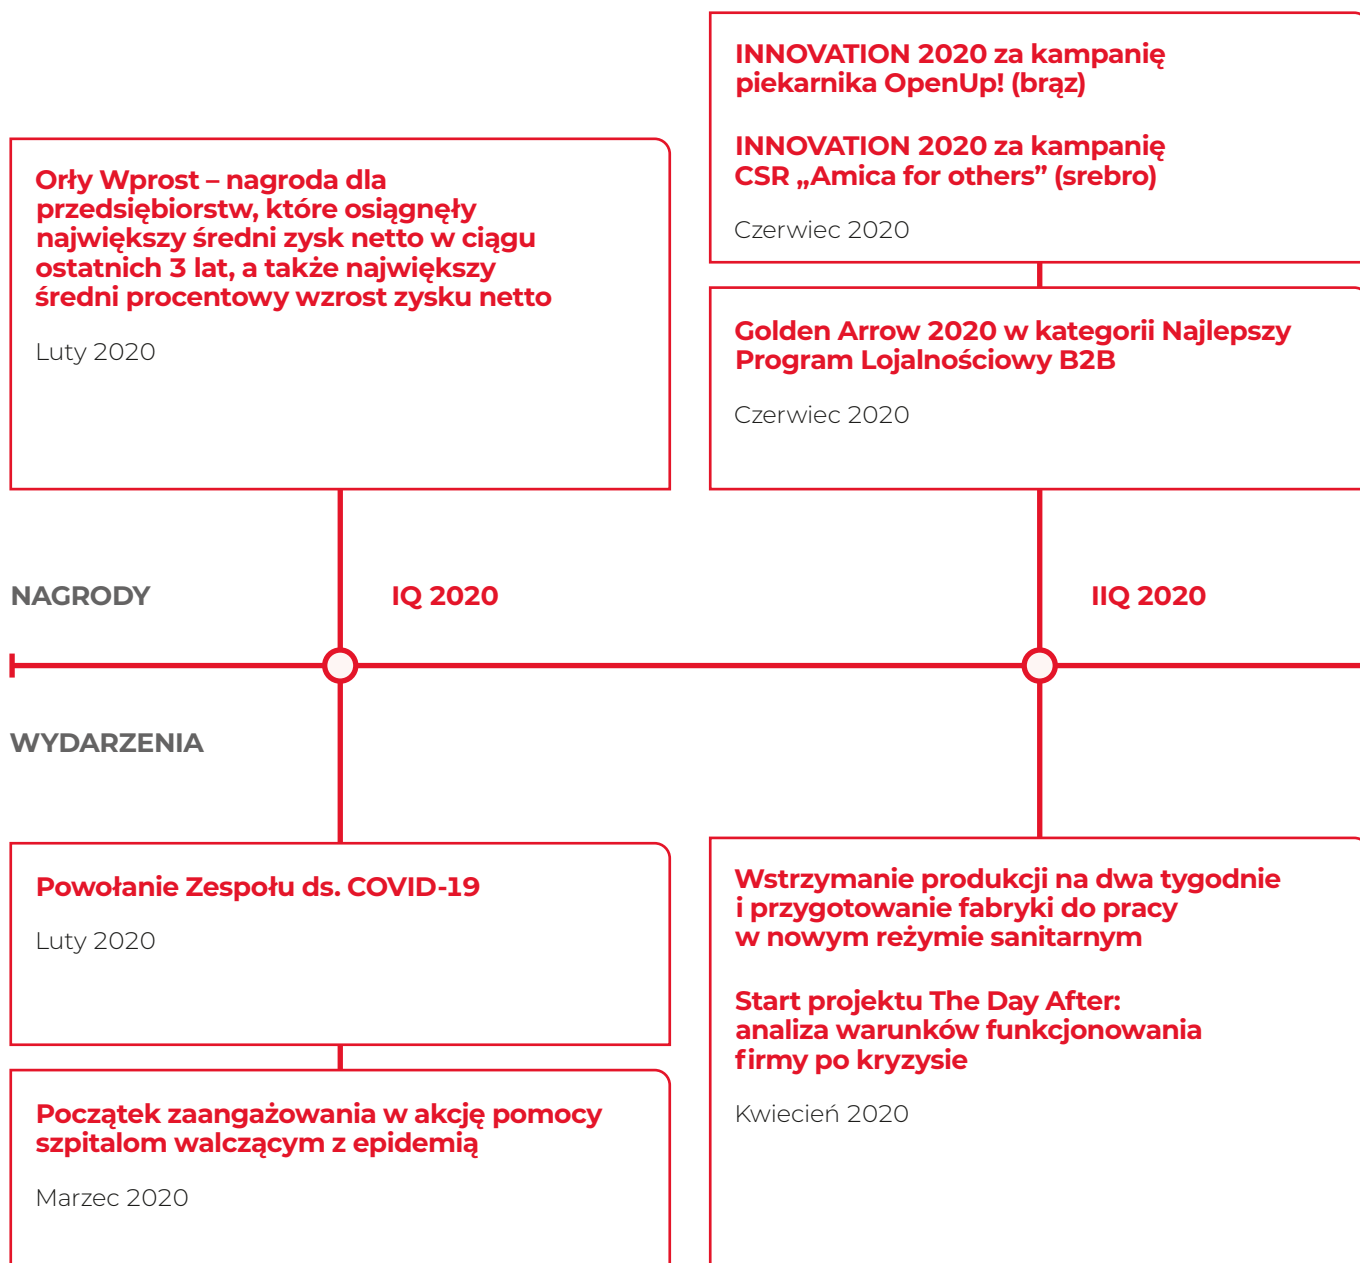 Orły Wprost – nagroda dla
przedsiębiorstw, które osiągnęły
największy średni zysk netto w ciągu
ostatnich 3 lat, a także największy
średni procentowy wzrost zysku netto
Luty 2020
INNOVATION 2020 za kampanię
piekarnika OpenUp! (brąz)
INNOVATION 2020 za kampanię
CSR „Amica for others” (srebro)
Czerwiec 2020
Golden Arrow 2020 w kategorii Najlepszy
Program Lojalnościowy B2B
Czerwiec 2020
NAGRODY
IQ 2020
IIQ 2020
WYDARZENIA
Powołanie Zespołu ds. COVID-19
Luty 2020
Początek zaangażowania w akcję pomocy
szpitalom walczącym z epidemią
Marzec 2020
Wstrzymanie produkcji na dwa tygodnie
i przygotowanie fabryki do pracy
w nowym reżymie sanitarnym
Start projektu The Day After:
analiza warunków funkcjonowania
firmy po kryzysie
Kwiecień 2020